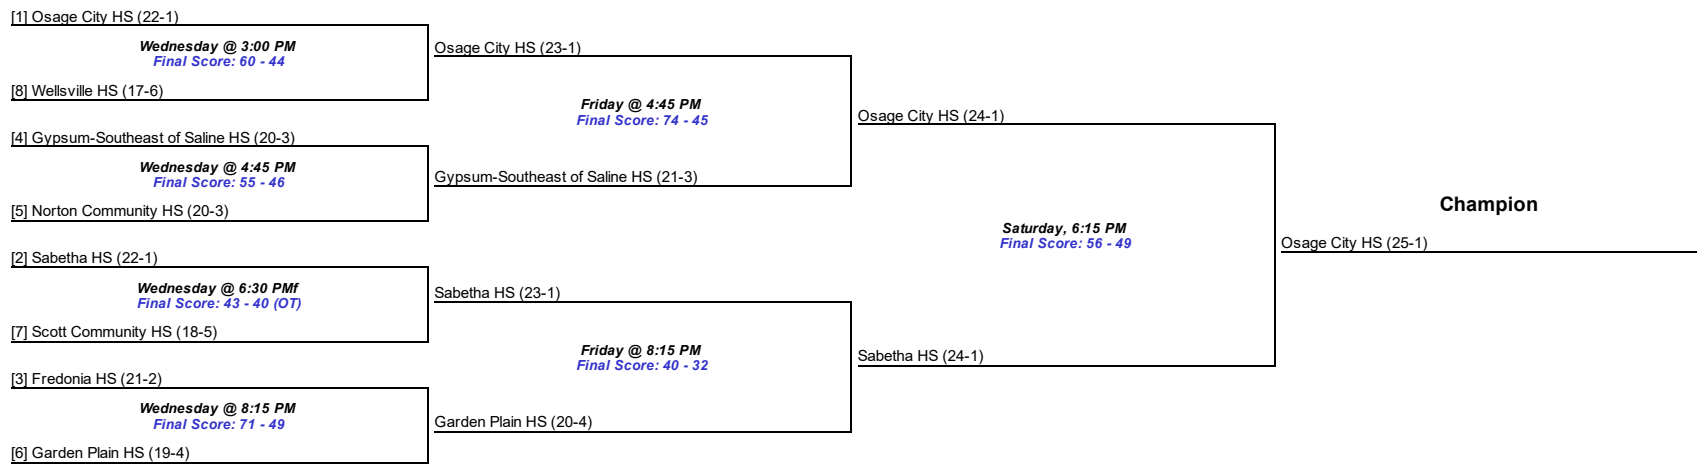 [1] Osage City HS (22-1)
Wednesday @ 3:00 PM
Final Score: 60 - 44
[8] Wellsville HS (17-6)
[4] Gypsum-Southeast of Saline HS (20-3)
Wednesday @ 4:45 PM
Final Score: 55 - 46
[5] Norton Community HS (20-3)
[2] Sabetha HS (22-1)
Wednesday @ 6:30 PMf
Final Score: 43 - 40 (OT)
[7] Scott Community HS (18-5)
[3] Fredonia HS (21-2)
Wednesday @ 8:15 PM
Final Score: 71 - 49
[6] Garden Plain HS (19-4)
Osage City HS (23-1)
Friday @ 4:45 PM
Final Score: 74 - 45
Gypsum-Southeast of Saline HS (21-3)
Sabetha HS (23-1)
Friday @ 8:15 PM
Final Score: 40 - 32
Garden Plain HS (20-4)
Osage City HS (24-1)
Saturday, 6:15 PM
Final Score: 56 - 49
Sabetha HS (24-1)
Champion
Osage City HS (25-1)